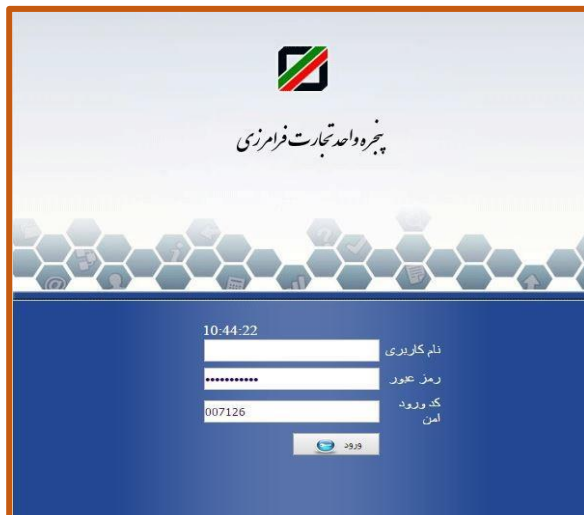 پنجره واحد تجارت فرامرزی
10:44:22
نام کاربری
رمز عبور
•••••••••••
کد ورود
امن
007126
ورود